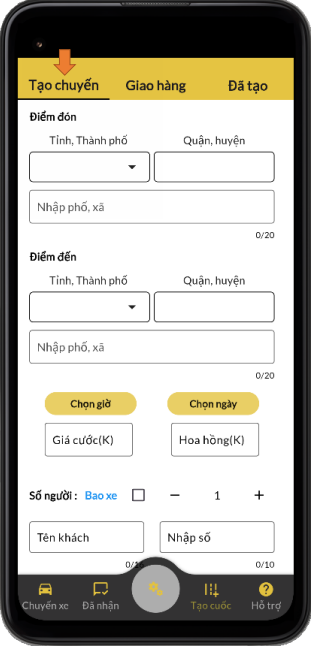 Tạo chuyến Giao hàng Đã tạo
Điểm đón
Tỉnh, Thành phố Quận, huyện
Nhập phố, xã
0/20
Điểm đến
Tỉnh, Thành phố Quận, huyện
Nhập phố, xã
0/20
Chọn giờ Chọn ngày
Giá cước(K) Hoa hồng(K)
Số người : Bao xe 1
Tên khách Nhập số
0/10
Chuyến xe Đã nhận Tạo cuốc Hỗ trợ